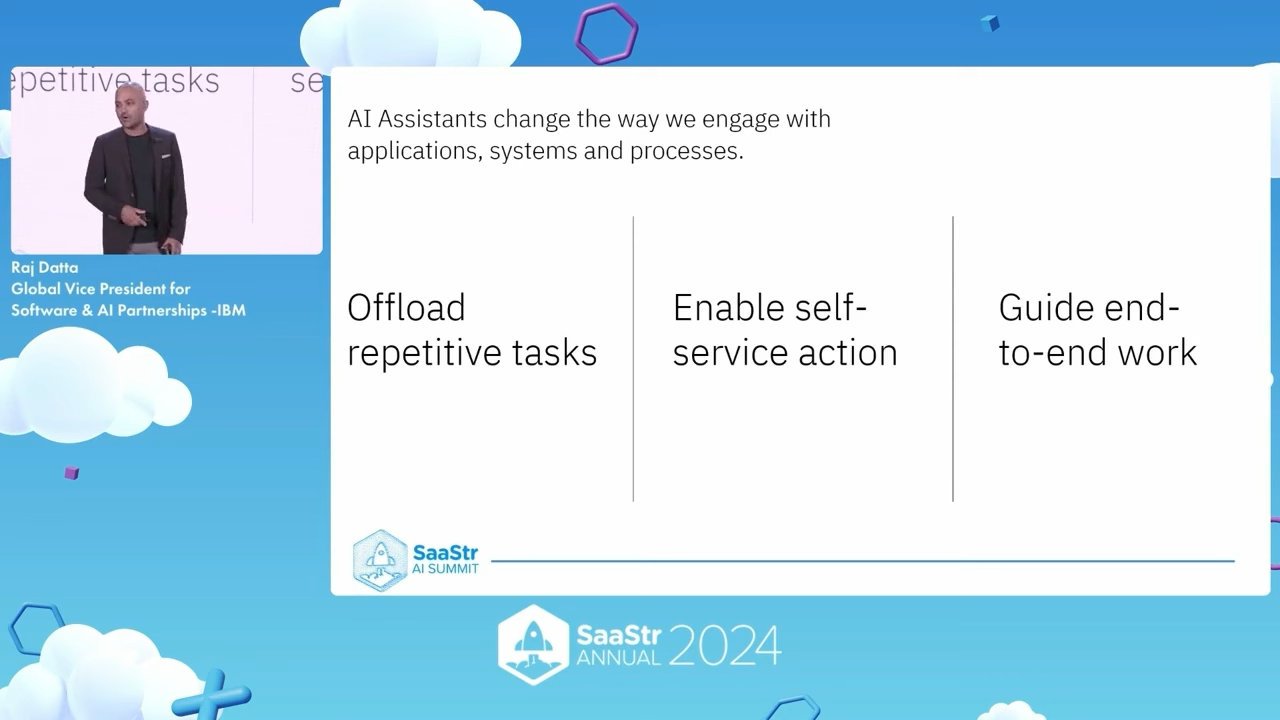 epetitive tasks
se
Raj Datta
Global Vice President for
Software & AI Partnerships -IBM
AI Assistants change the way we engage with
applications, systems and processes.
Offload
repetitive tasks
Enable self-
service action
Guide end-
to-end work
SaaStr
AI SUMMIT
SaaStr
ANNUAL 2024